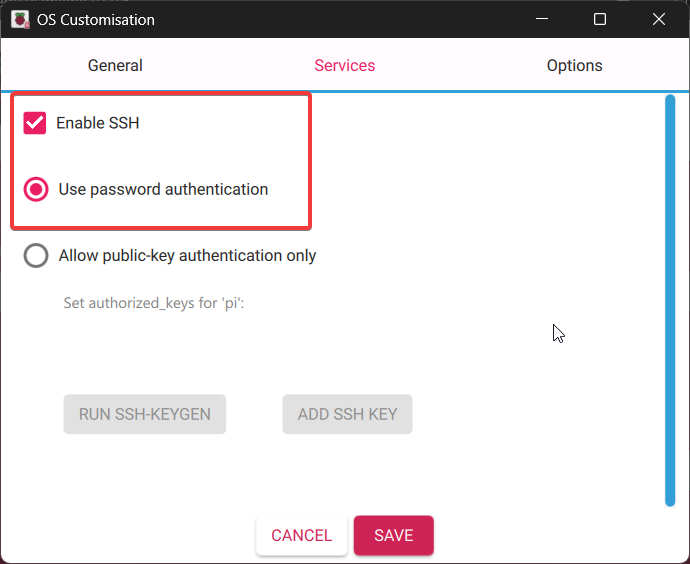 OS Customisation
General Services Options
Enable SSH
Use password authentication
Allow public-key authentication only
Set authorized_keys for 'pi':
RUN SSH-KEYGEN ADD SSH KEY
CANCEL SAVE